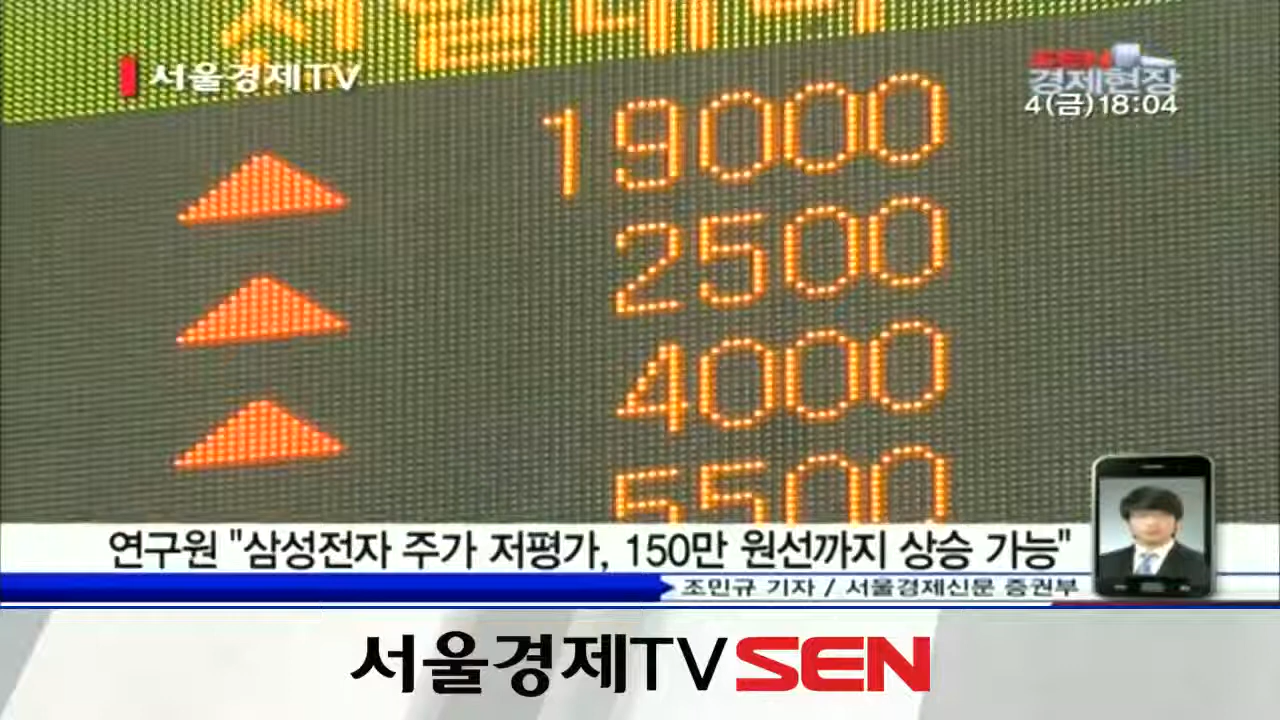 서울경제TV
SEN
경제현장
4(금)18:04
19000
2500
4000
5500
연구원 "삼성전자 주가 저평가, 150만 원선까지 상승 가능"
조민규 기자 / 서울경제신문 증권부
서울경제TV SEN